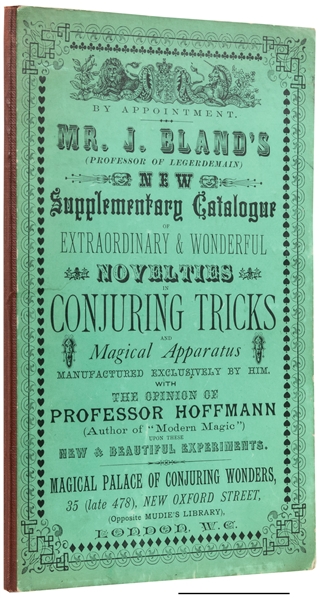 BY APPOINTMENT.
MR. J. BLAND'S
(PROFESSOR OF LEGERDEMAIN)
NEW
Supplementary Catalogue
OF
EXTRAORDINARY & WONDERFUL
NOVELTIES
IN
CONJURING TRICKS
AND
Magical Apparatus
MANUFACTURED EXCLUSIVELY BY HIM.
WITH
THE OPINION OF
PROFESSOR HOFFMANN
(Author of "Modern Magic")
UPON THESE
NEW & BEAUTIFUL EXPERIMENTS.
MAGICAL PALACE OF CONJURING WONDERS,
35 (late 478), NEW OXFORD STREET,
(Opposite MUDIE'S LIBRARY),
LONDON, W.C.